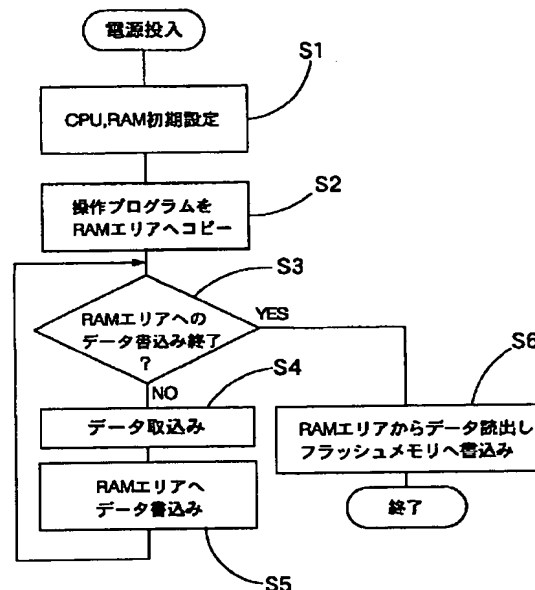 電源投入
S1
CPU,RAM初期設定
S2
操作プログラムを
RAMエリアへコピー
S3
RAMエリアへの
データ書込み終了
?
YES
NO
S4
データ取込み
S6
RAMエリアからデータ読出し
フラッシュメモリへ書込み
RAMエリアへ
データ書込み
終了
S5